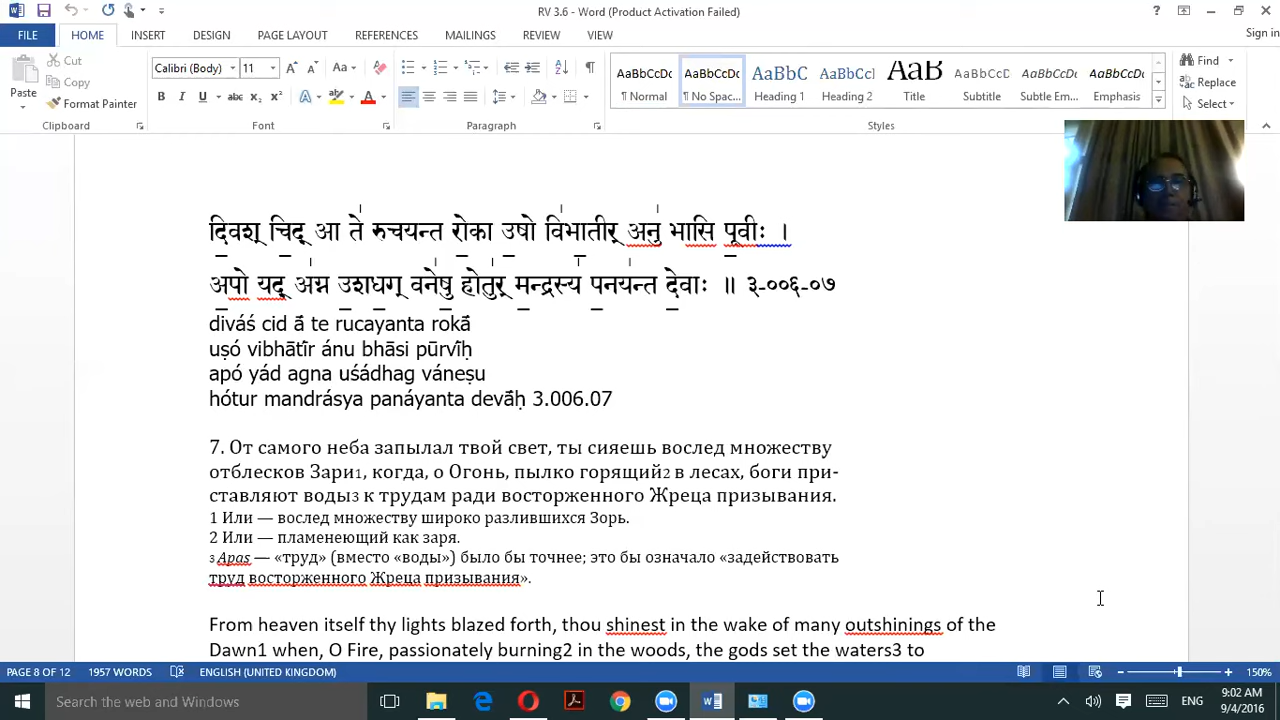 RV 3.6 - Word (Product Activation Failed)
FILE HOME INSERT DESIGN PAGE LAYOUT REFERENCES MAILINGS REVIEW VIEW Sign in
Paste Cut Copy Format Painter Clipboard
Calibri (Body) 11 Font
Paragraph
AaBbCcDc ¶ Normal AaBbCcDc ¶ No Spac... AaBbC Heading 1 AaBbCcl Heading 2 AaB Title AaBbCcD Subtitle AaBbCcDc Subtle Em... AaBbCcDc Emphasis Styles
Find Replace Select Editing
दि॒वश् चि॒द् आ ते॑ रुचयन्त रो॒का उ॒षो वि॑भा॒तीर् अनु॑ भासि पू॒र्वीः ।
अ॒पो यद् अ॑ग्न उ॒शध॒ग् वने॑षु॒ होतु॑र् म॒न्द्रस्य॑ प॒नय॑न्त दे॒वाः ॥ ३-००६-०७
diváś cid ā́ te rucayanta rokā́
uṣó vibhātī́r ánu bhāsi pūrvī́ḥ
apó yád agna uśádhag váneṣu
hótur mandrásya panáyanta devā́ḥ 3.006.07
7. От самого неба запылал твой свет, ты сияешь вослед множеству
отблесков Зари1, когда, о Огонь, пылко горящий2 в лесах, боги при-
ставляют воды3 к трудам ради восторженного Жреца призывания.
1 Или — вослед множеству широко разлившихся Зорь.
2 Или — пламенеющий как заря.
3 Apas — «труд» (вместо «воды») было бы точнее; это бы означало «задействовать
труд восторженного Жреца призывания».
From heaven itself thy lights blazed forth, thou shinest in the wake of many outshinings of the
Dawn1 when, O Fire, passionately burning2 in the woods, the gods set the waters3 to
PAGE 8 OF 12 1957 WORDS ENGLISH (UNITED KINGDOM) 150%
Search the web and Windows ENG 9:02 AM
9/4/2016